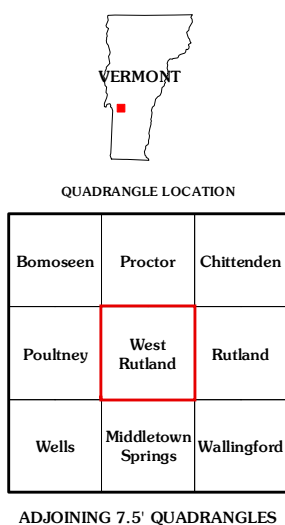 VERMONT
QUADRANGLE LOCATION
Bomoseen Proctor Chittenden
Poultney West Rutland Rutland
Wells Middletown Springs Wallingford
ADJOINING 7.5' QUADRANGLES